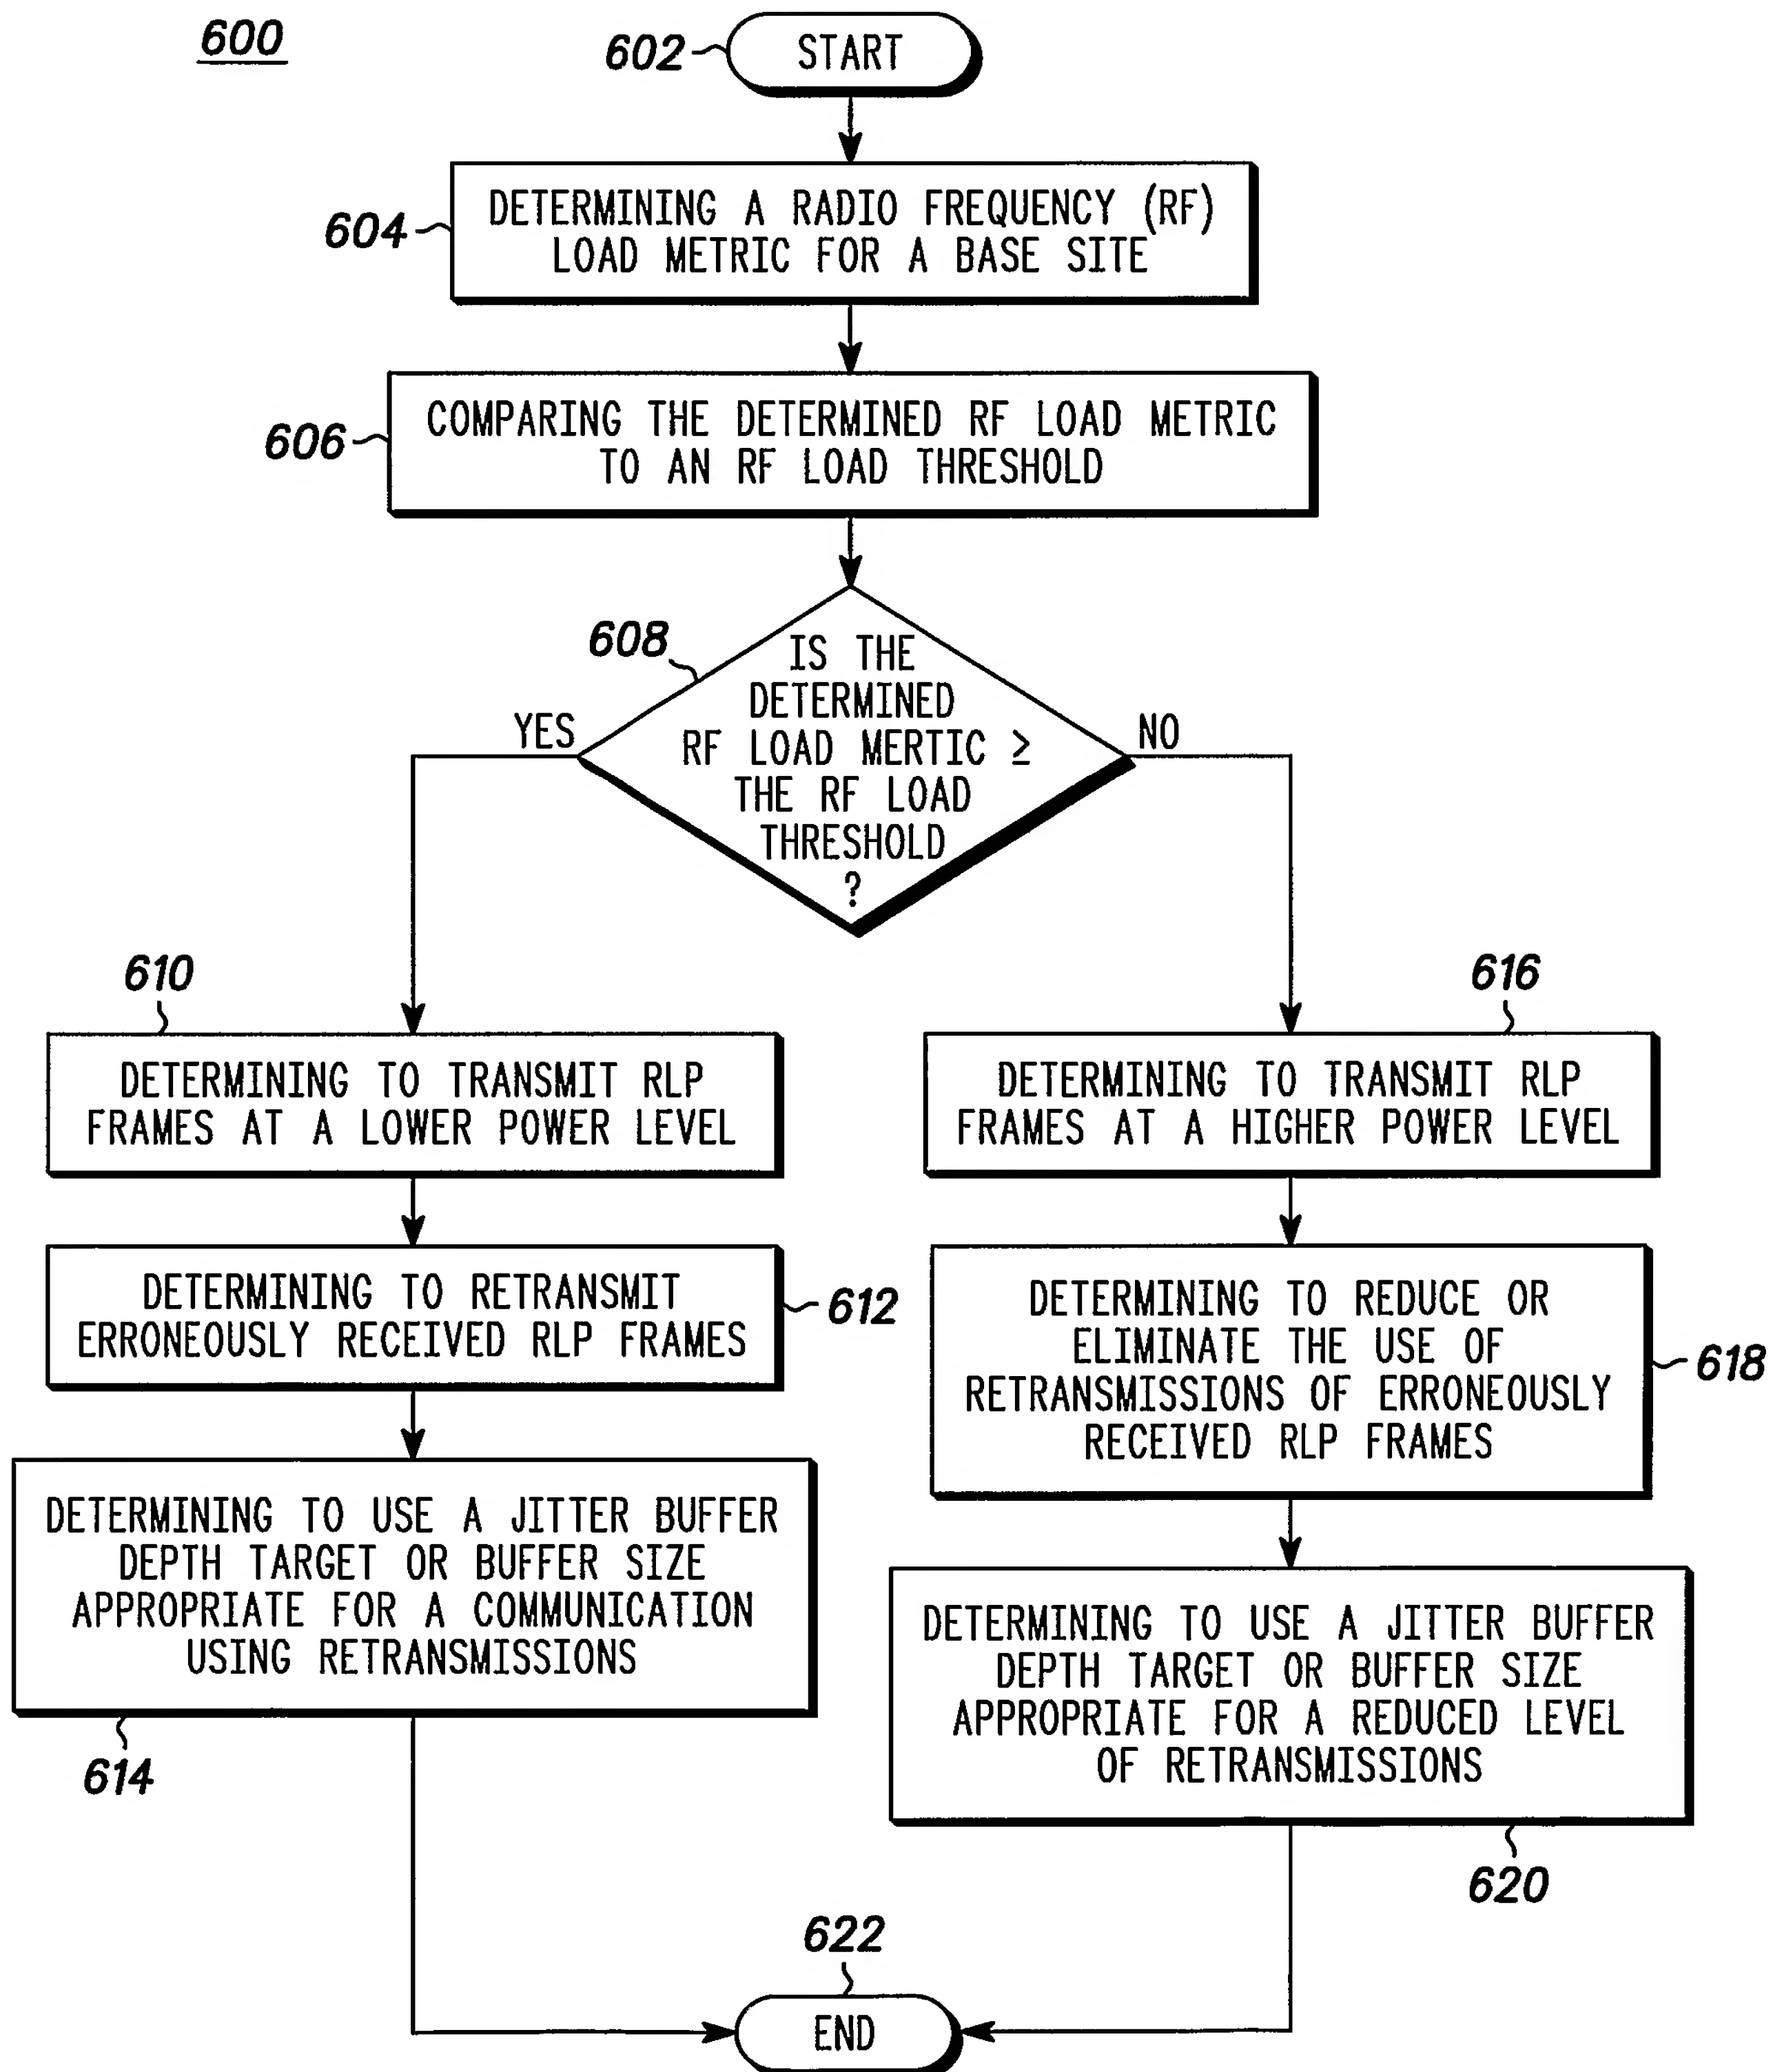 600
602
START
604
DETERMINING A RADIO FREQUENCY (RF)
LOAD METRIC FOR A BASE SITE
606
COMPARING THE DETERMINED RF LOAD METRIC
TO AN RF LOAD THRESHOLD
608
IS THE
DETERMINED
RF LOAD MERTIC ≥
THE RF LOAD
THRESHOLD
?
YES
NO
610
DETERMINING TO TRANSMIT RLP
FRAMES AT A LOWER POWER LEVEL
612
DETERMINING TO RETRANSMIT
ERRONEOUSLY RECEIVED RLP FRAMES
DETERMINING TO USE A JITTER BUFFER
DEPTH TARGET OR BUFFER SIZE
APPROPRIATE FOR A COMMUNICATION
USING RETRANSMISSIONS
614
616
DETERMINING TO TRANSMIT RLP
FRAMES AT A HIGHER POWER LEVEL
DETERMINING TO REDUCE OR
ELIMINATE THE USE OF
RETRANSMISSIONS OF ERRONEOUSLY
RECEIVED RLP FRAMES
618
DETERMINING TO USE A JITTER BUFFER
DEPTH TARGET OR BUFFER SIZE
APPROPRIATE FOR A REDUCED LEVEL
OF RETRANSMISSIONS
620
622
END